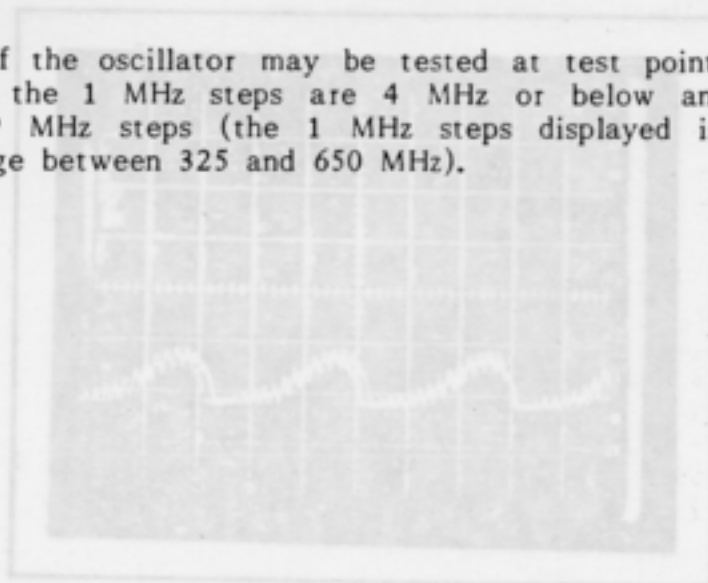 f the oscillator may be tested at test point
the 1 MHz steps are 4 MHz or below an
MHz steps (the 1 MHz steps displayed i
ge between 325 and 650 MHz).